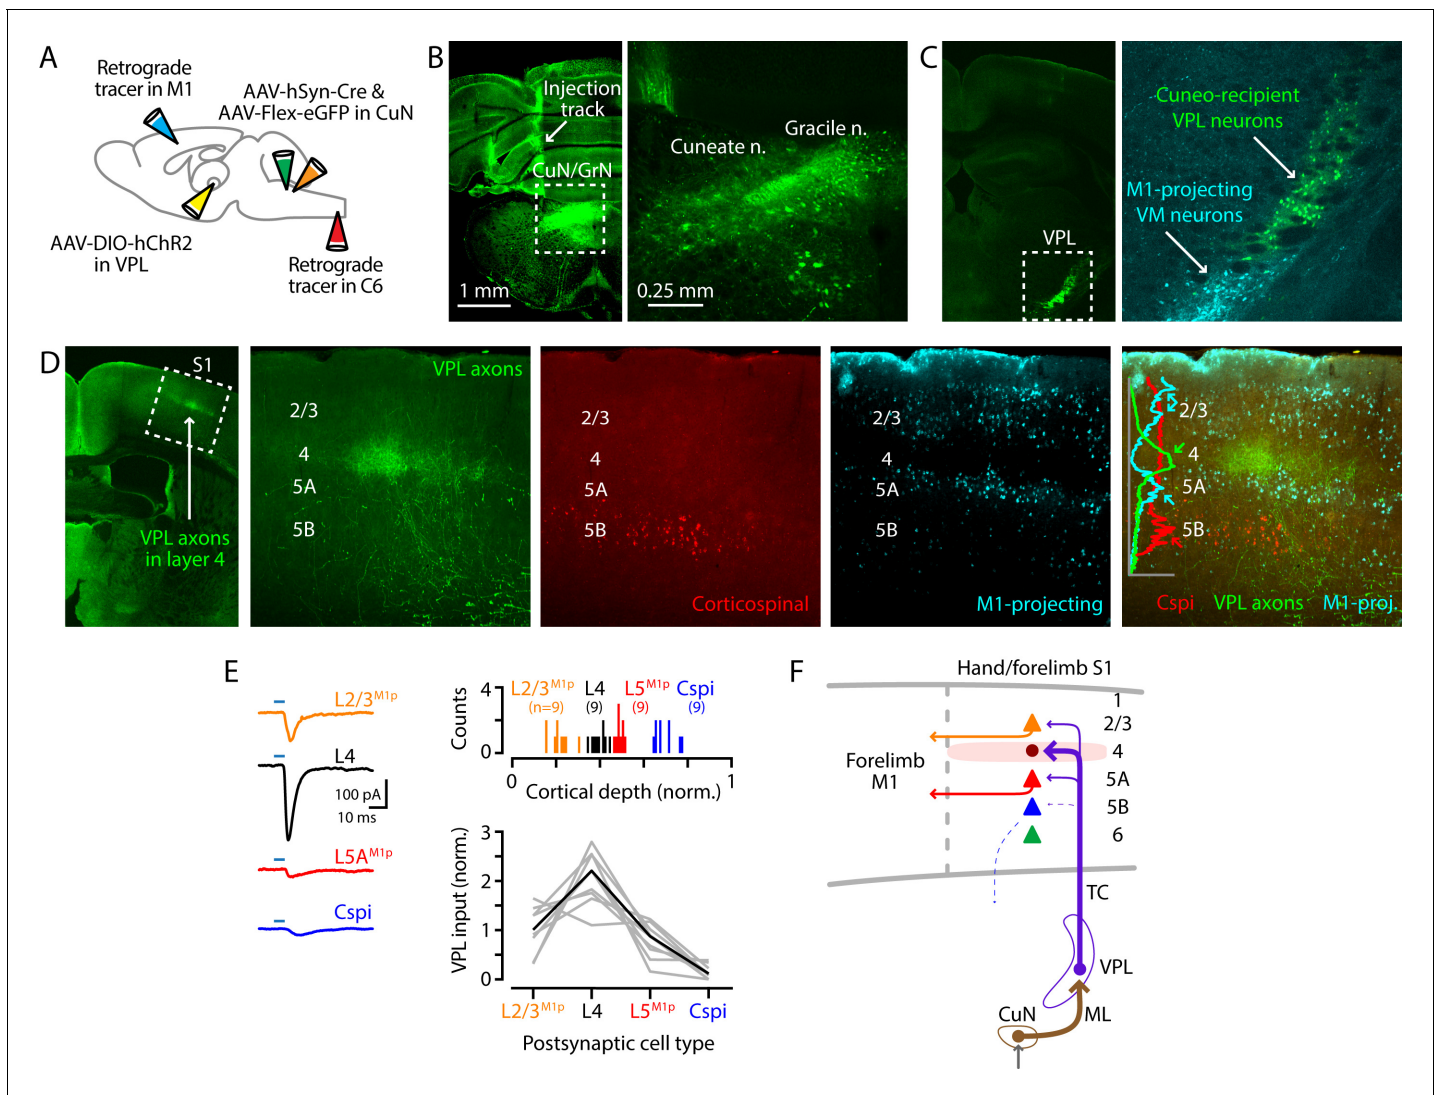 A
Retrograde
tracer in M1
AAV-hSyn-Cre &
AAV-Flex-eGFP in CuN
AAV-DIO-hChR2
in VPL
Retrograde
tracer in C6
B
Injection
track
CuN/GrN
1 mm
Cuneate n.
Gracile n.
0.25 mm
C
VPL
Cuneo-recipient
VPL neurons
M1-projecting
VM neurons
D
S1
VPL axons
in layer 4
VPL axons
2/3
4
5A
5B
2/3
4
5A
5B
Corticospinal
2/3
4
5A
5B
M1-projecting
2/3
4
5A
5B
Cspi
VPL axons
M1-proj.
E
L2/3M1p
L4
100 pA
10 ms
L5AM1p
Cspi
Counts
4
0
L2/3M1p
(n=9)
L4
(9)
L5M1p
(9)
Cspi
(9)
0
1
Cortical depth (norm.)
VPL input (norm.)
3
2
1
0
L2/3M1p
L4
L5M1p
Cspi
Postsynaptic cell type
F
Hand/forelimb S1
1
2/3
4
5A
5B
6
Forelimb
M1
TC
VPL
CuN
ML